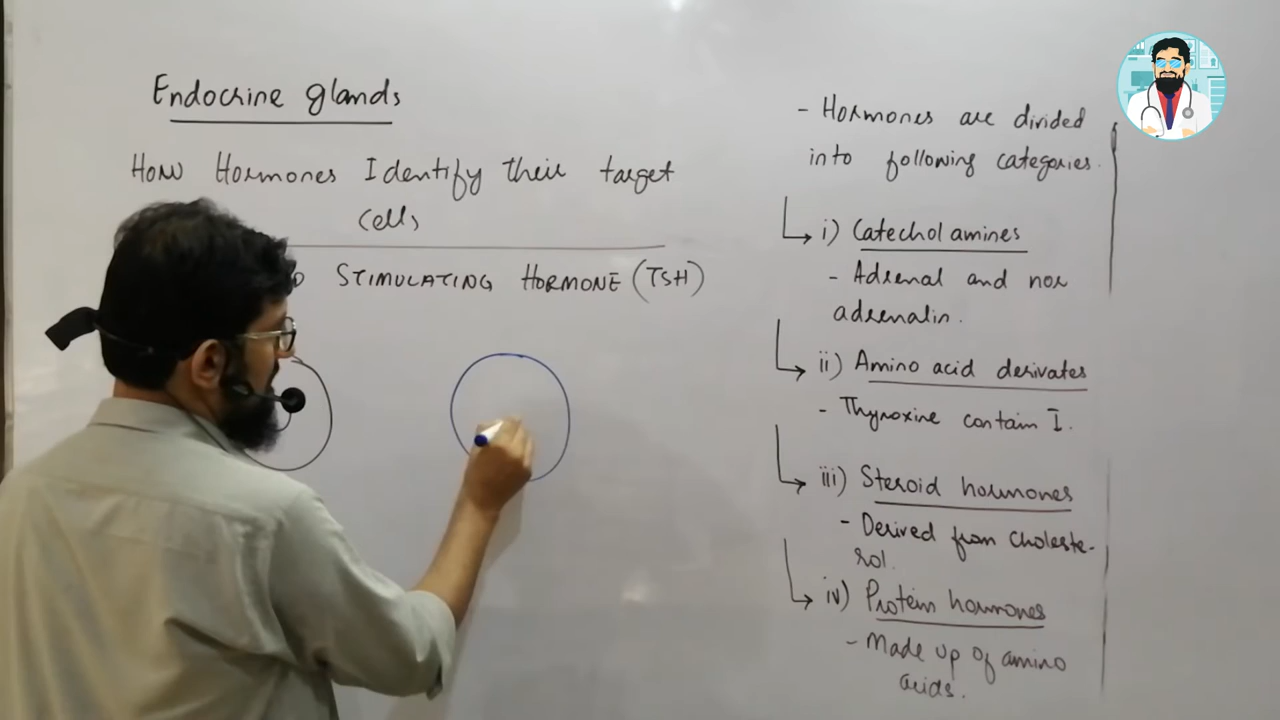 Endocrine glands
How Hormones Identify their target
cells
STIMULATING HORMONE (TSH)
- Hormones are divided
into following categories.
i) Catecholamines
- Adrenal and nor
adrenalin.
ii) Amino acid derivates
- Thyroxine contain I.
iii) Steroid hormones
- Derived from choleste-
rol.
iv) Protein hormones
- Made up of amino
acids.